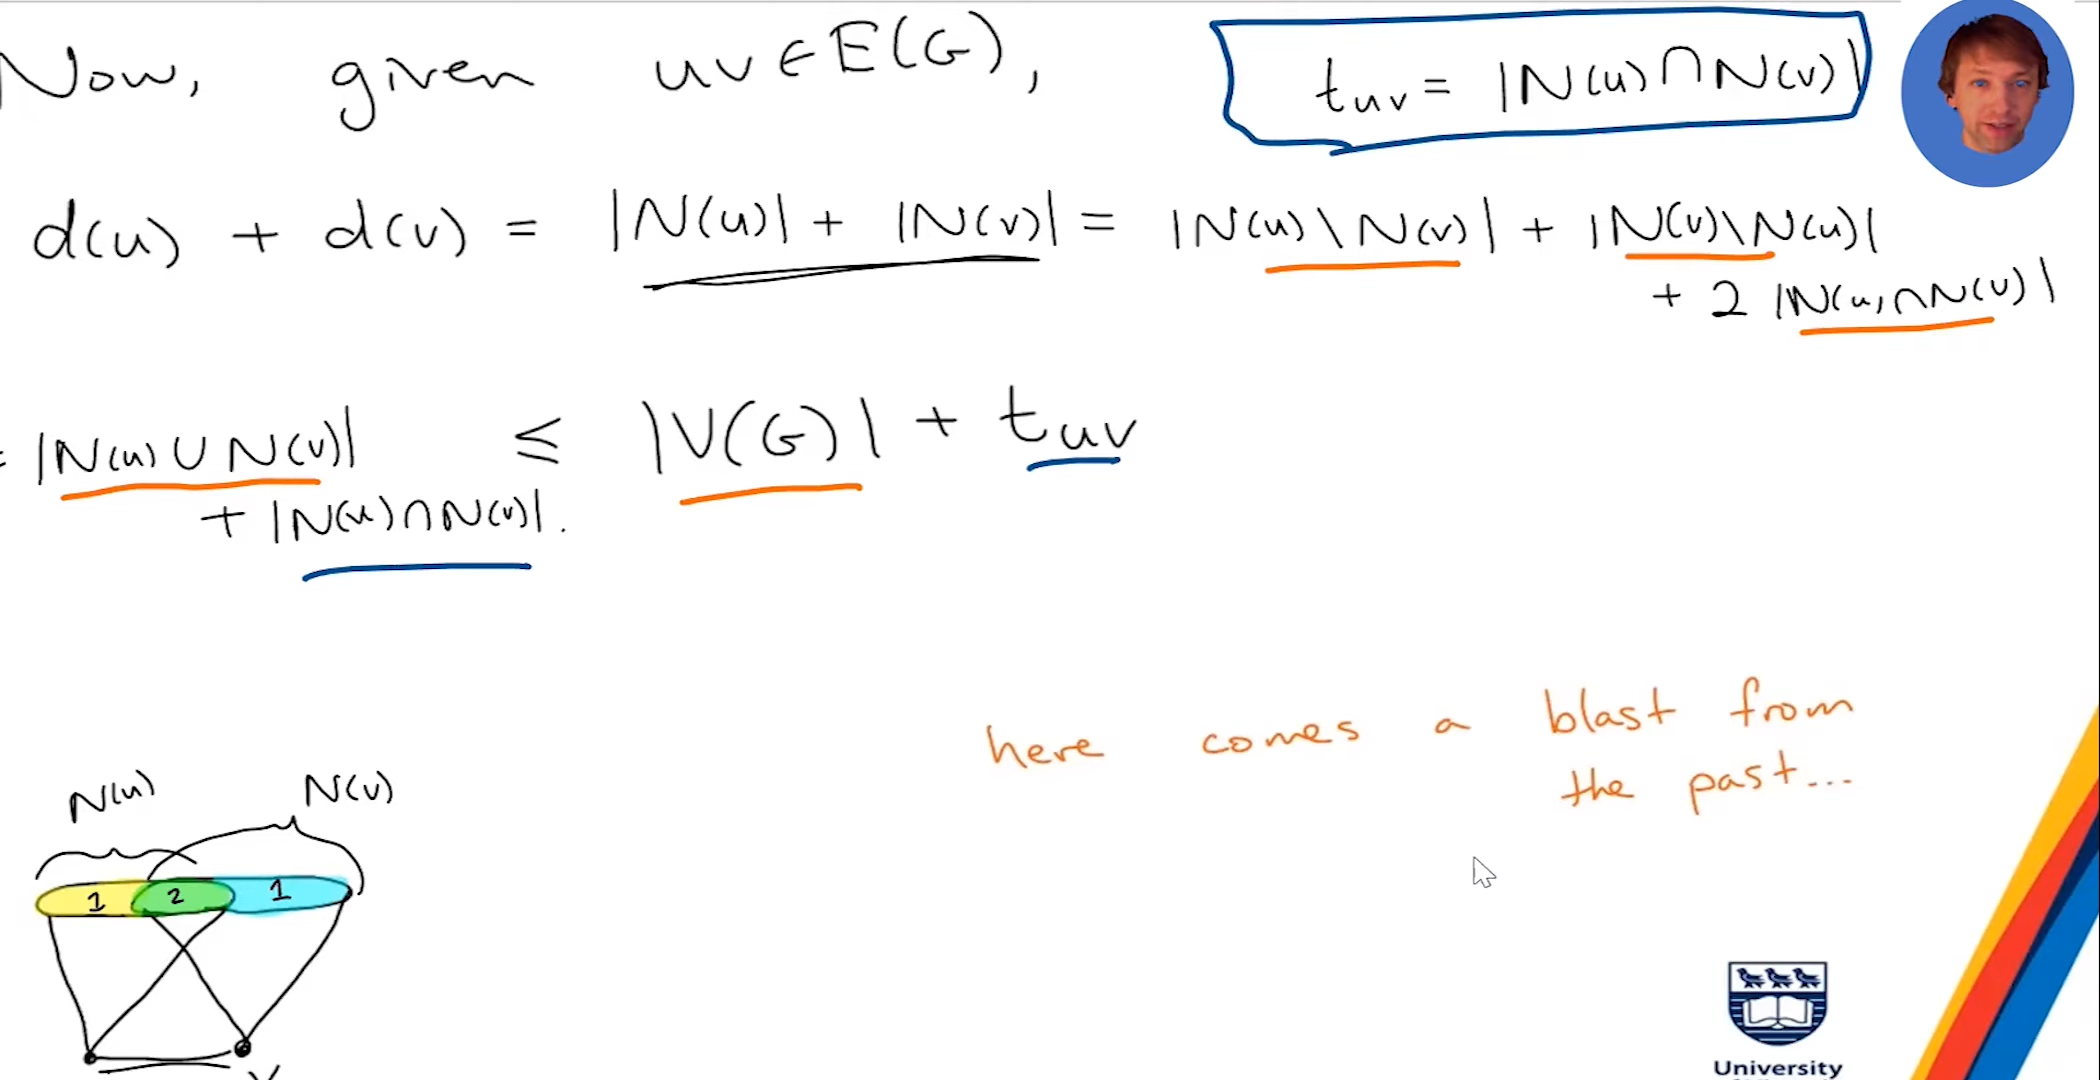 Now, given uv ∈ E(G),
t_uv = |N(u) ∩ N(v)|
d(u) + d(v) = |N(u)| + |N(v)| = |N(u) \ N(v)| + |N(v) \ N(u)|
+ 2 |N(u) ∩ N(v)|
= |N(u) ∪ N(v)| ≤ |V(G)| + t_uv
+ |N(u) ∩ N(v)|.
here comes a blast from
the past...
N(u) N(v)
1 2 1
University